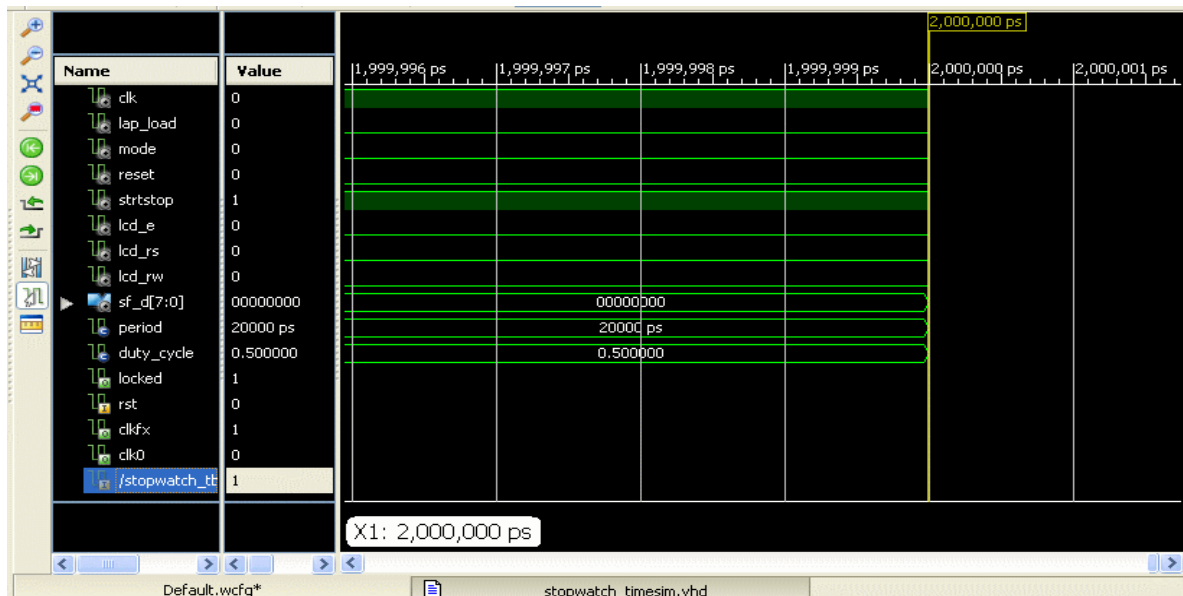 2,000,000 ps
Name Value
1,999,996 ps 1,999,997 ps 1,999,998 ps 1,999,999 ps 2,000,000 ps 2,000,001 ps
clk 0
lap_load 0
mode 0
reset 0
strtstop 1
lcd_e 0
lcd_rs 0
lcd_rw 0
sf_d[7:0] 00000000 00000000
period 20000 ps 20000 ps
duty_cycle 0.500000 0.500000
locked 1
rst 0
clkfx 1
clk0 0
/stopwatch_tb 1
X1: 2,000,000 ps
Default.wcfg* stopwatch_timesim.vhd